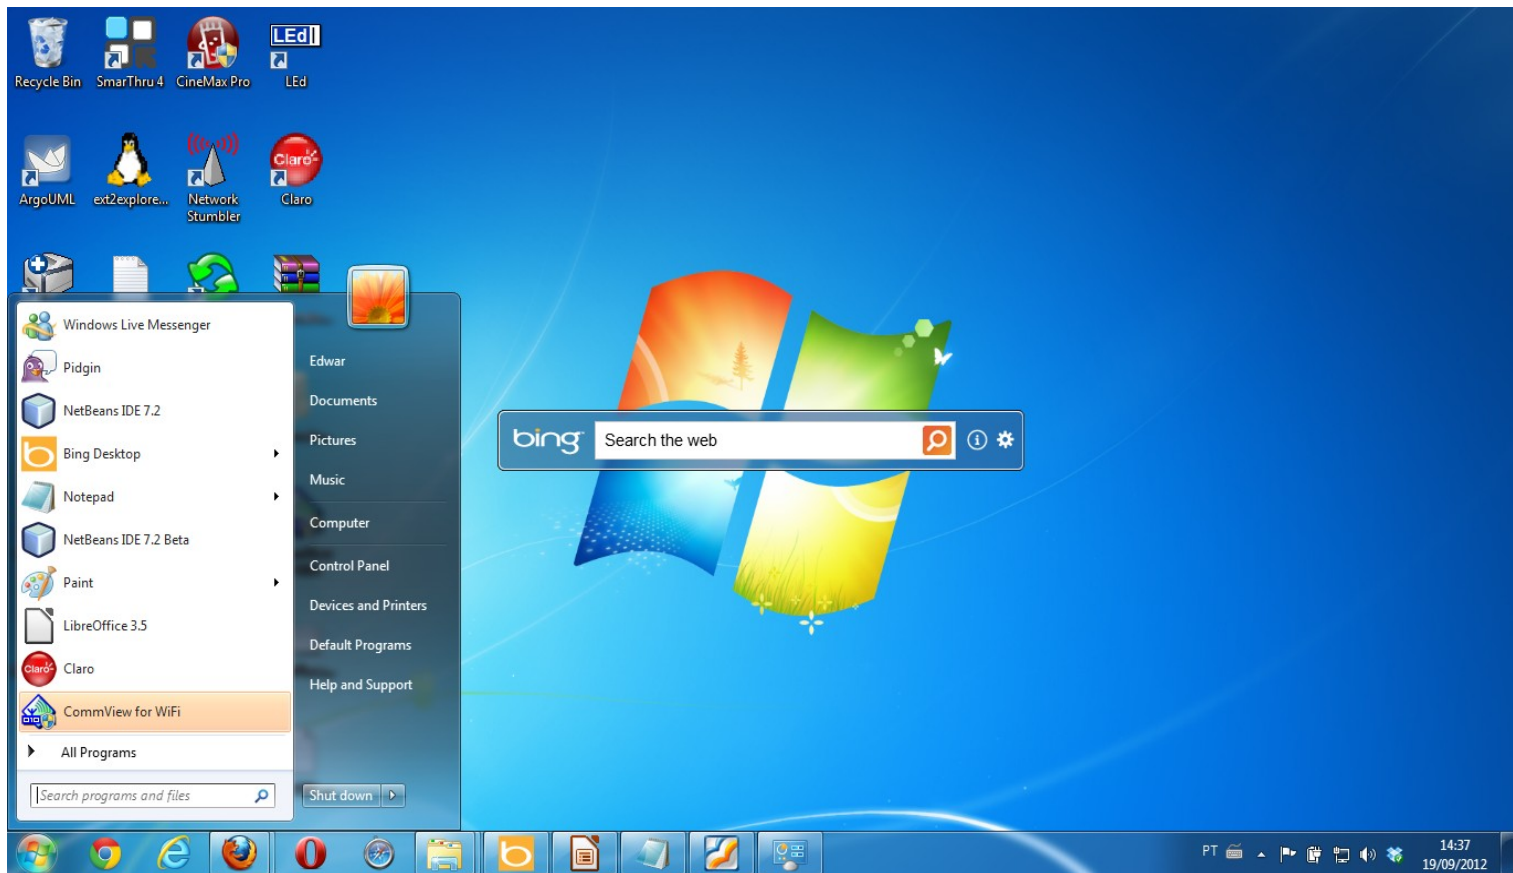 Recycle Bin
SmarThru 4
CineMax Pro
LEd
LEd
Claro
ArgoUML
ext2explore...
Network
Stumbler
Claro
Windows Live Messenger
Pidgin
NetBeans IDE 7.2
Bing Desktop
Notepad
NetBeans IDE 7.2 Beta
Paint
LibreOffice 3.5
Claro
Claro
010
CommView for WiFi
All Programs
Search programs and files
Edwar
Documents
Pictures
Music
Computer
Control Panel
Devices and Printers
Default Programs
Help and Support
Shut down
bing
Search the web
PT
14:37
19/09/2012